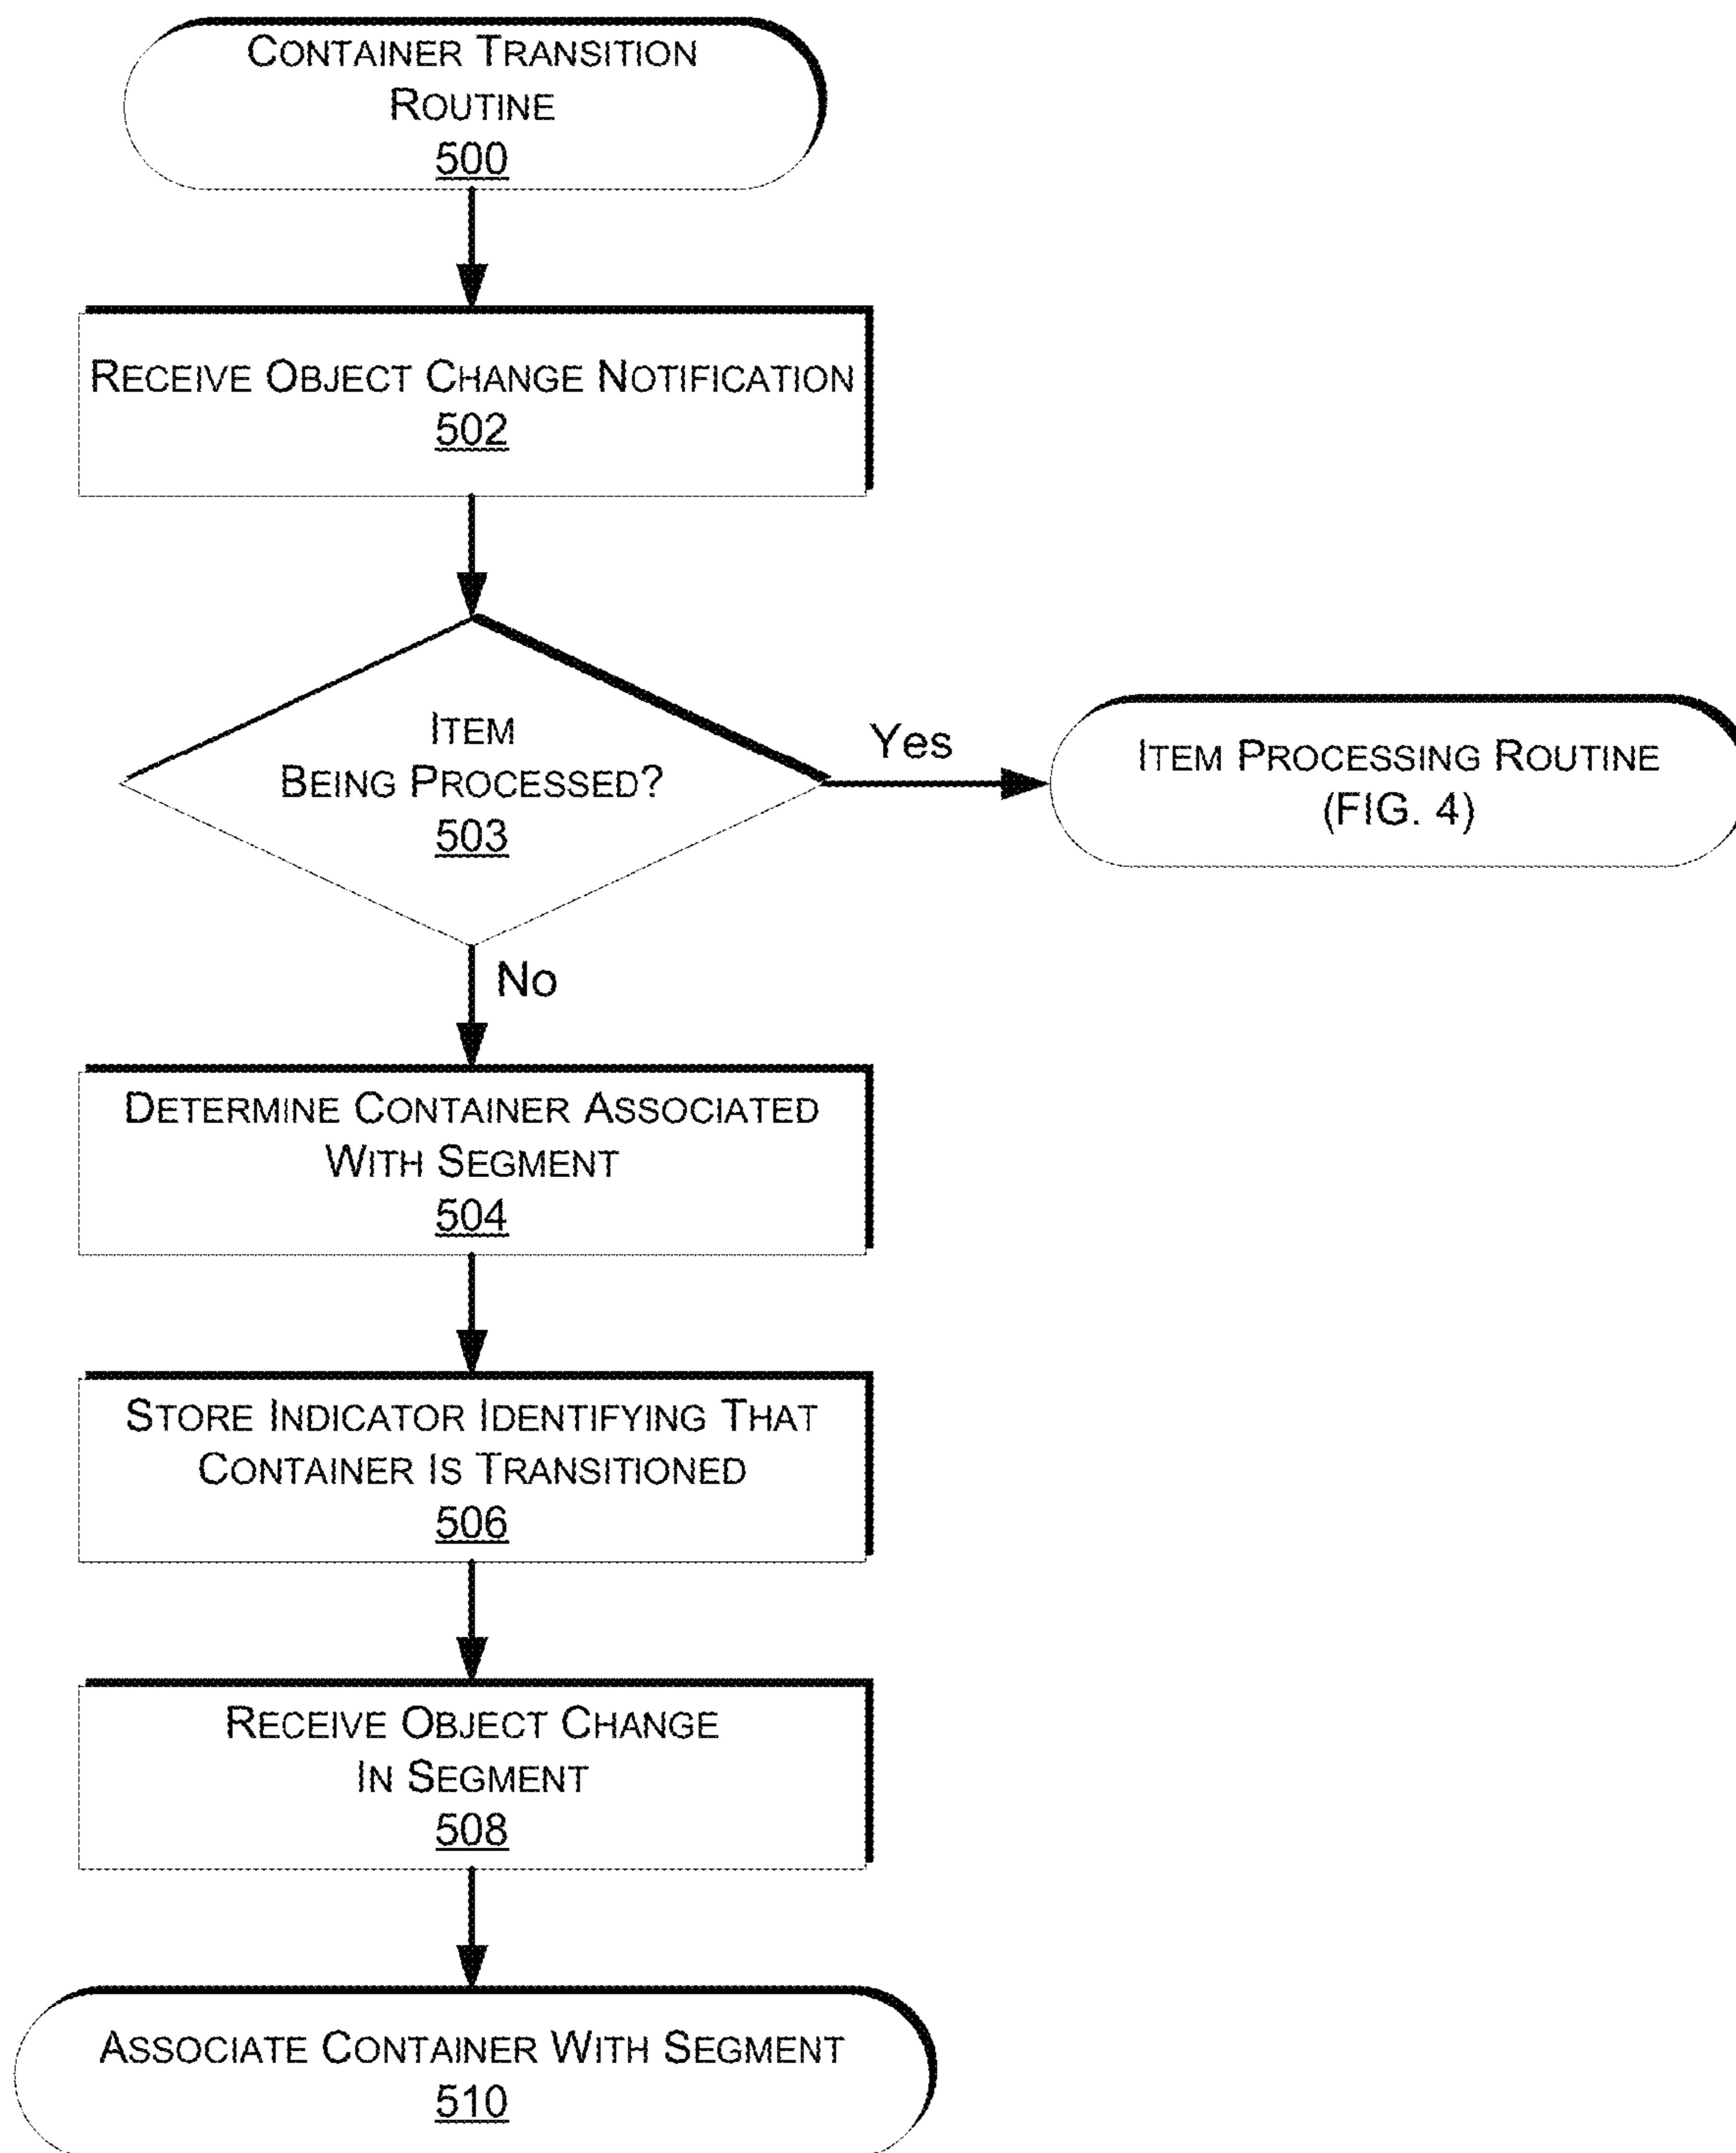 CONTAINER TRANSITION
ROUTINE
500
RECEIVE OBJECT CHANGE NOTIFICATION
502
ITEM
BEING PROCESSED?
503
Yes
ITEM PROCESSING ROUTINE
(FIG. 4)
No
DETERMINE CONTAINER ASSOCIATED
WITH SEGMENT
504
STORE INDICATOR IDENTIFYING THAT
CONTAINER IS TRANSITIONED
506
RECEIVE OBJECT CHANGE
IN SEGMENT
508
ASSOCIATE CONTAINER WITH SEGMENT
510